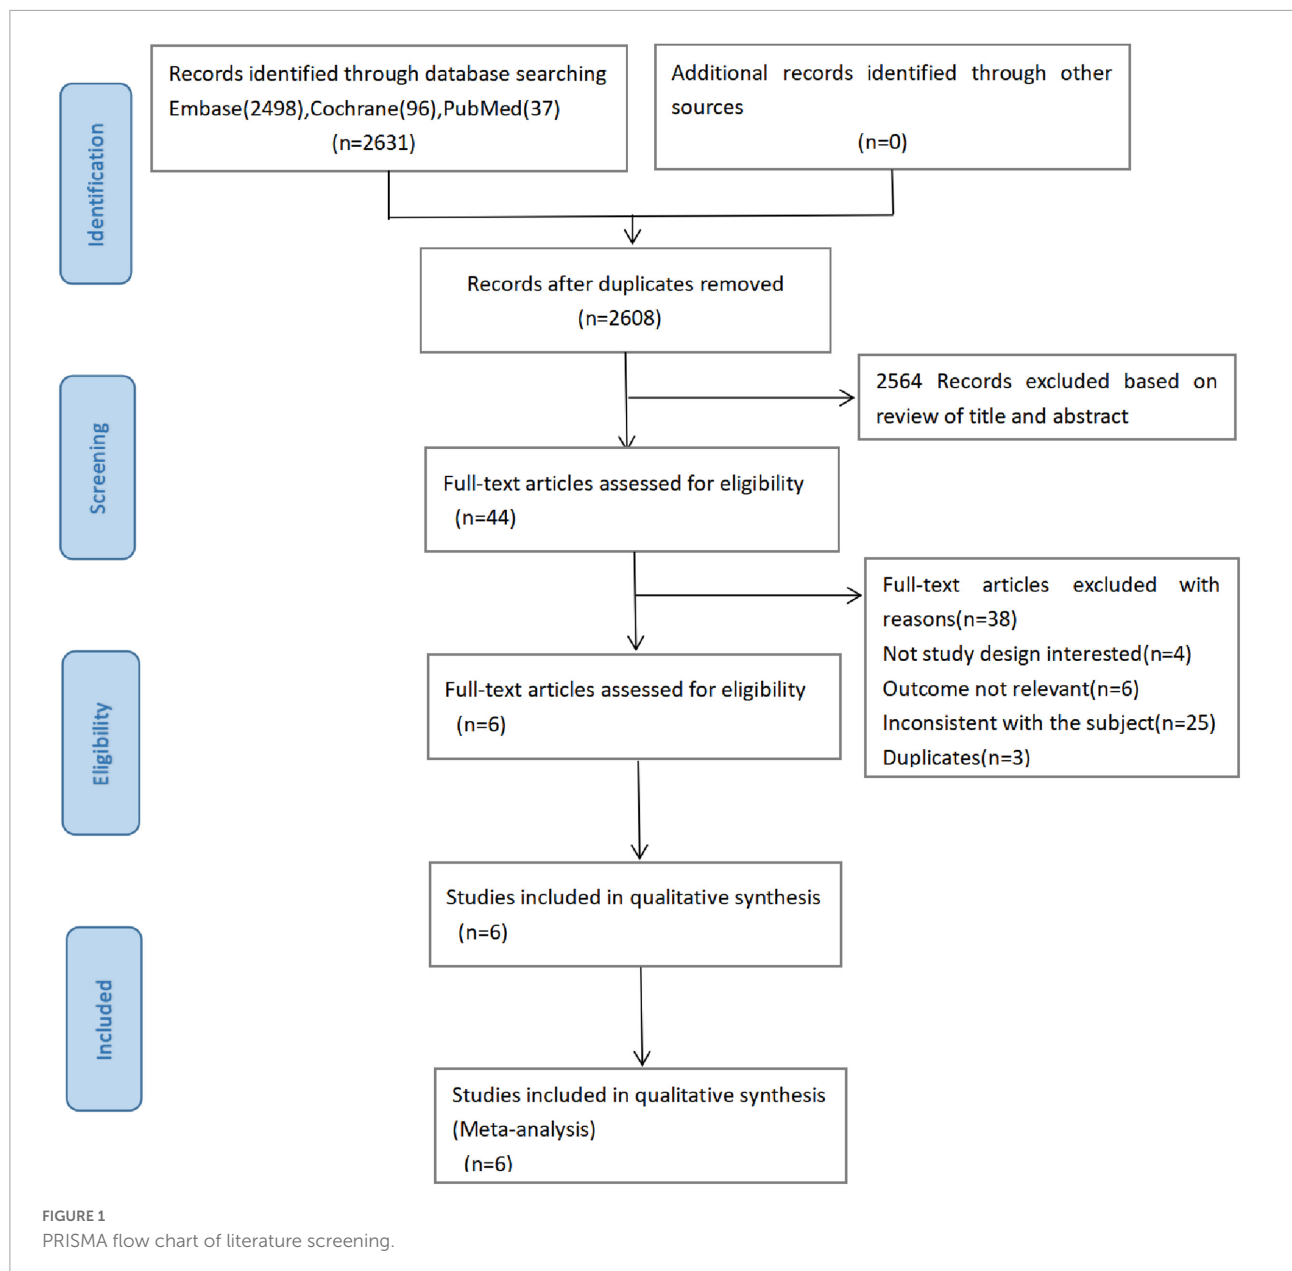 Identification
Records identified through database searching
Embase(2498),Cochrane(96),PubMed(37)
(n=2631)
Additional records identified through other
sources
(n=0)
Records after duplicates removed
(n=2608)
Screening
2564 Records excluded based on
review of title and abstract
Full-text articles assessed for eligibility
(n=44)
Full-text articles excluded with
reasons(n=38)
Not study design interested(n=4)
Outcome not relevant(n=6)
Inconsistent with the subject(n=25)
Duplicates(n=3)
Eligibility
Full-text articles assessed for eligibility
(n=6)
Studies included in qualitative synthesis
(n=6)
Included
Studies included in qualitative synthesis
(Meta-analysis)
(n=6)
FIGURE 1
PRISMA flow chart of literature screening.